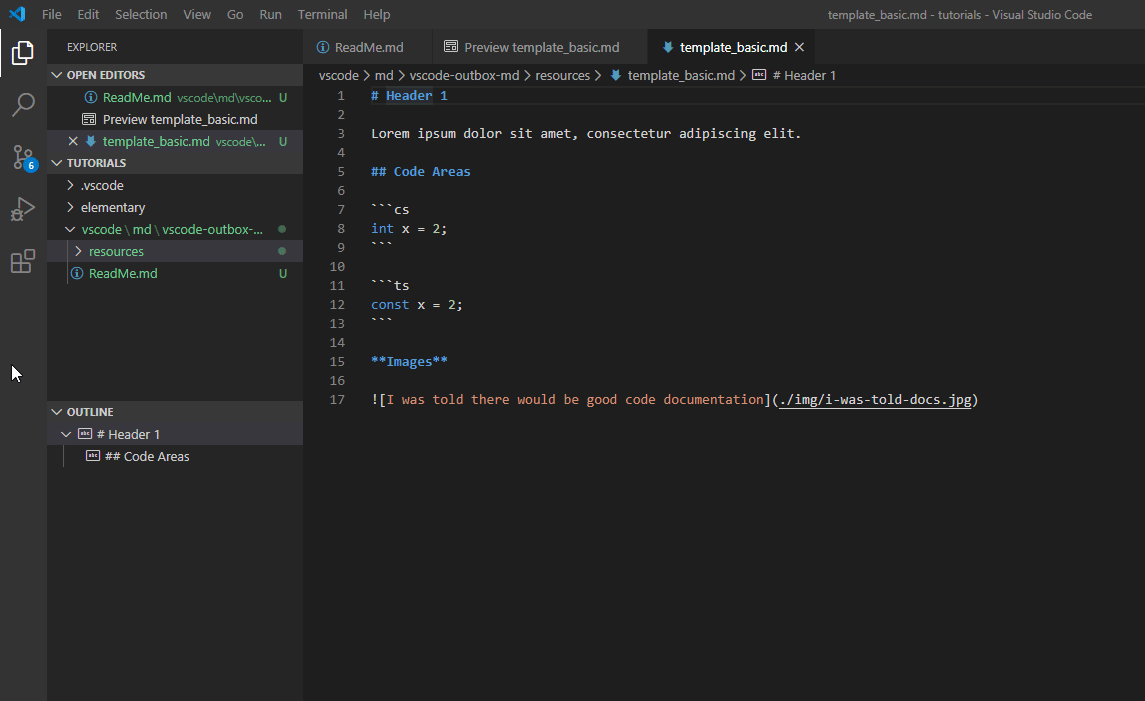 File Edit Selection View Go Run Terminal Help
template_basic.md - tutorials - Visual Studio Code
EXPLORER
OPEN EDITORS
ReadMe.md vscode\md\vsco... U
Preview template_basic.md
template_basic.md vscode\... U
TUTORIALS
.vscode
elementary
vscode \ md \ vscode-outbox-...
resources
ReadMe.md U
6
OUTLINE
abc # Header 1
abc ## Code Areas
ReadMe.md Preview template_basic.md template_basic.md
vscode > md > vscode-outbox-md > resources > template_basic.md > abc # Header 1
1 # Header 1
2
3 Lorem ipsum dolor sit amet, consectetur adipiscing elit.
4
5 ## Code Areas
6
7 ```cs
8 int x = 2;
9 ```
10
11 ```ts
12 const x = 2;
13 ```
14
15 **Images**
16
17 ![I was told there would be good code documentation](./img/i-was-told-docs.jpg)